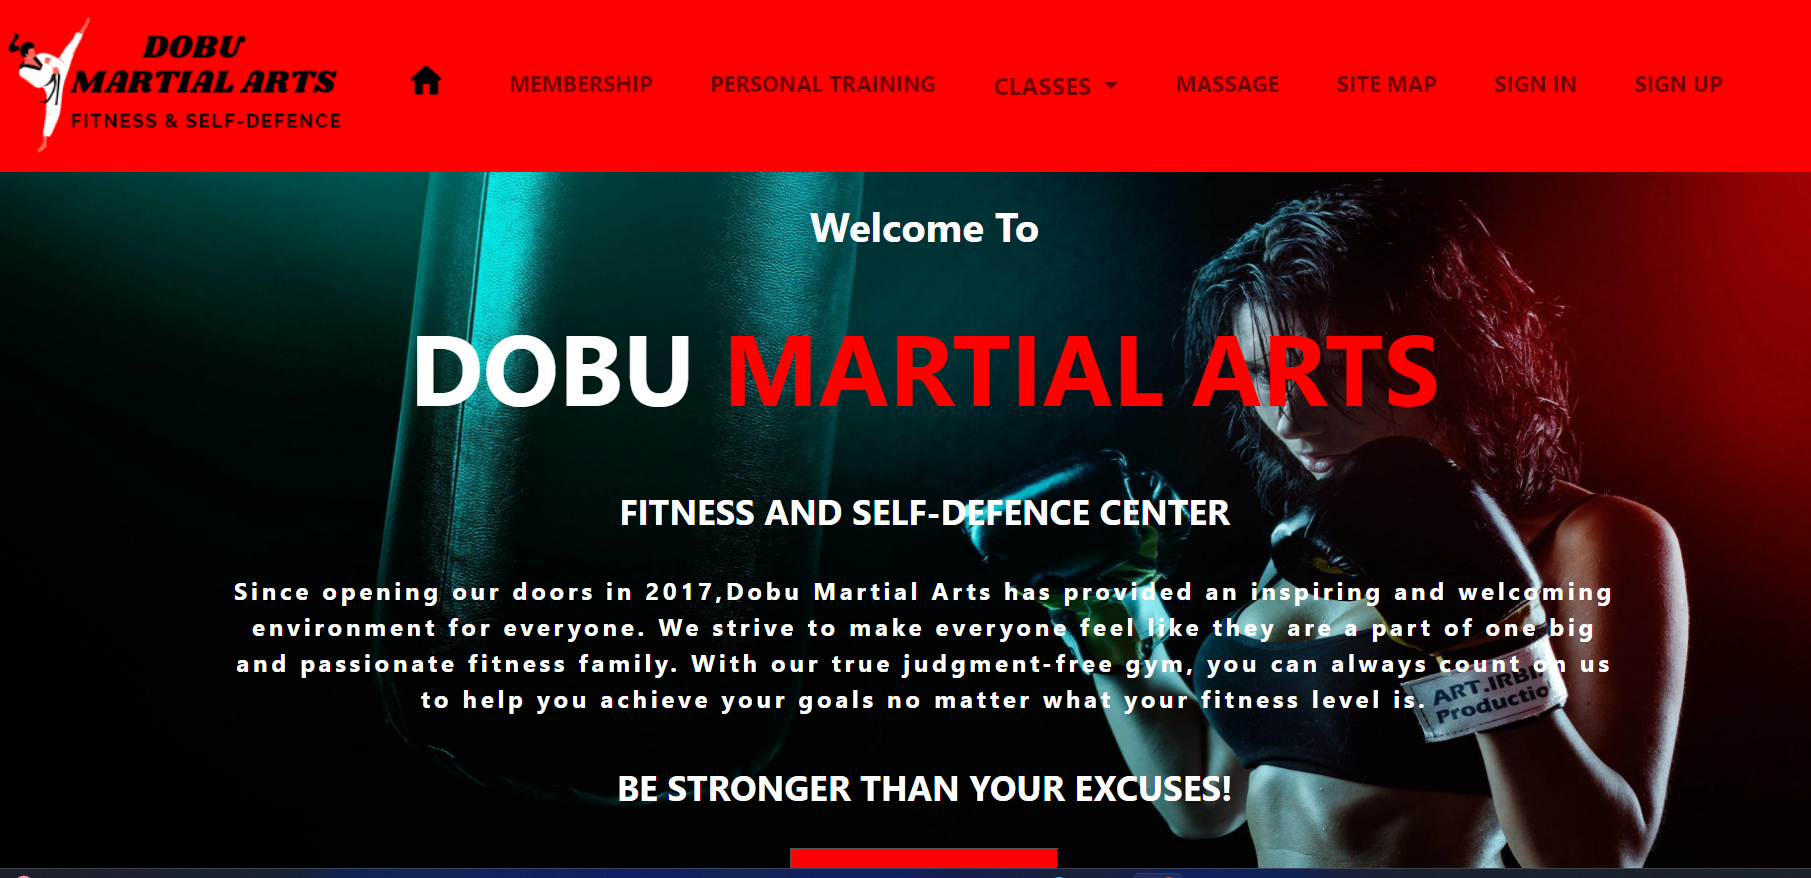 DOBU
MARTIAL ARTS
FITNESS & SELF-DEFENCE
MEMBERSHIP
PERSONAL TRAINING
CLASSES
MASSAGE
SITE MAP
SIGN IN
SIGN UP
Welcome To
DOBU MARTIAL ARTS
FITNESS AND SELF-DEFENCE CENTER
Since opening our doors in 2017,Dobu Martial Arts has provided an inspiring and welcoming
environment for everyone. We strive to make everyone feel like they are a part of one big
and passionate fitness family. With our true judgment-free gym, you can always count on us
to help you achieve your goals no matter what your fitness level is.
ART.IRBI
Productio
BE STRONGER THAN YOUR EXCUSES!